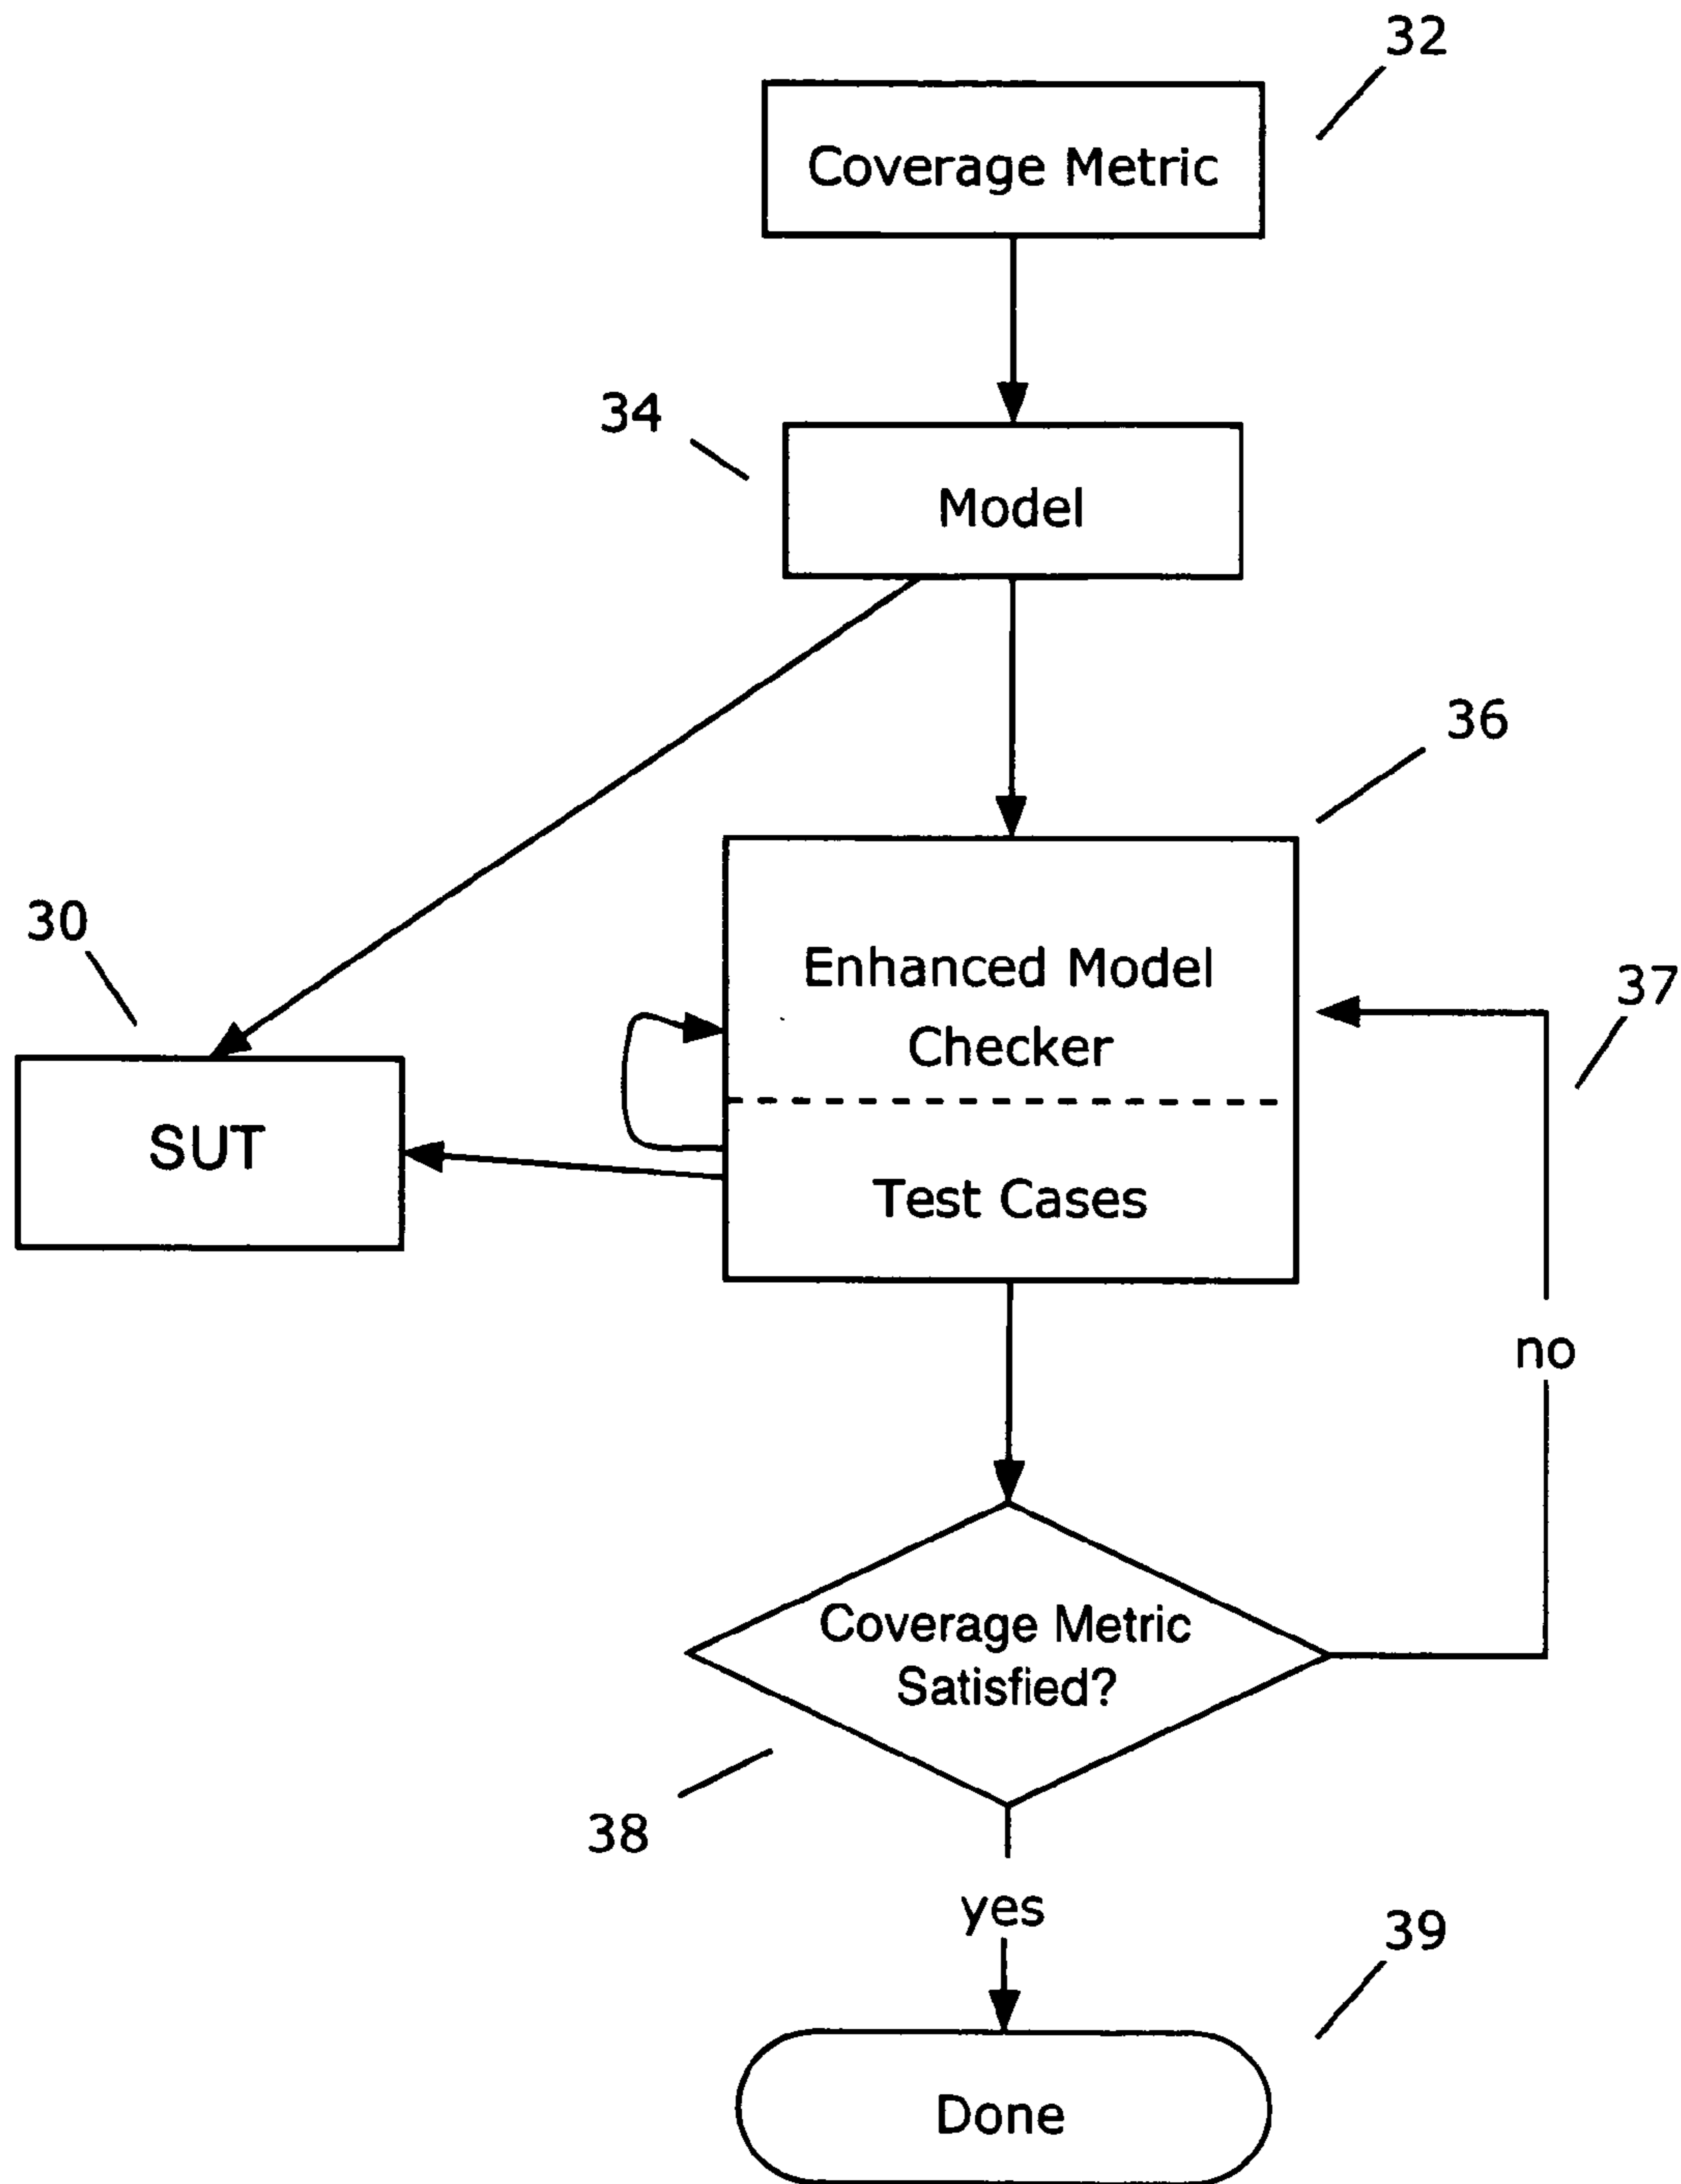 32
Coverage Metric
34
Model
36
30
Enhanced Model
Checker
37
SUT
Test Cases
no
Coverage Metric
Satisfied?
38
yes
39
Done